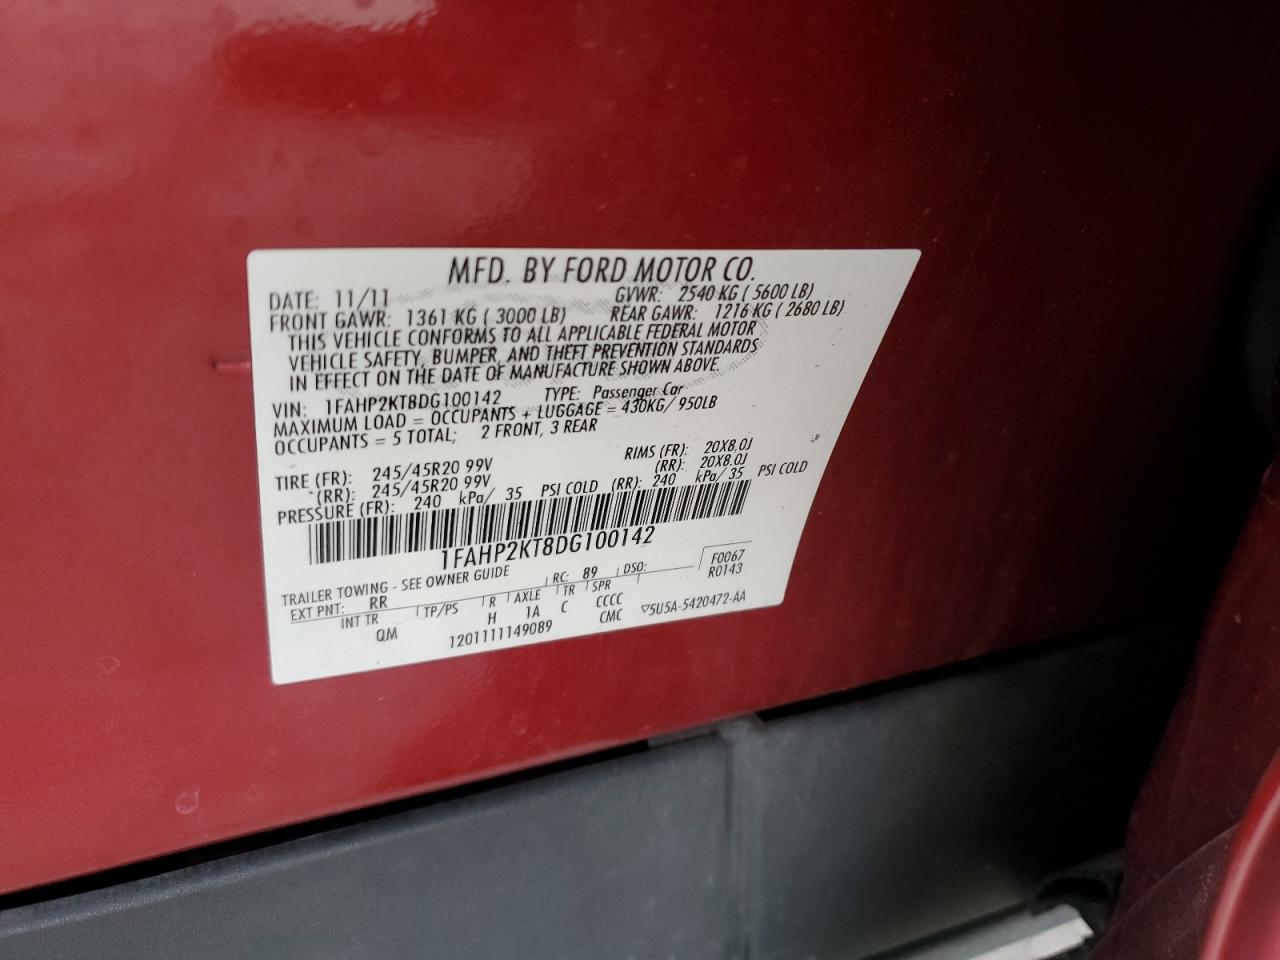 MFD. BY FORD MOTOR CO.
DATE: 11/11 GVWR: 2540 KG ( 5600 LB)
FRONT GAWR: 1361 KG ( 3000 LB) REAR GAWR: 1216 KG ( 2680 LB)
THIS VEHICLE CONFORMS TO ALL APPLICABLE FEDERAL MOTOR
VEHICLE SAFETY, BUMPER, AND THEFT PREVENTION STANDARDS
IN EFFECT ON THE DATE OF MANUFACTURE SHOWN ABOVE.
VIN: 1FAHP2KT8DG100142 TYPE: Passenger Car
MAXIMUM LOAD = OCCUPANTS + LUGGAGE = 430KG/ 950LB
OCCUPANTS = 5 TOTAL; 2 FRONT, 3 REAR
TIRE (FR): 245/45R20 99V RIMS (FR): 20X8.0J
(RR): 245/45R20 99V (RR): 20X8.0J
PRESSURE (FR): 240 kPa/ 35 PSI COLD (RR): 240 kPa/ 35 PSI COLD
1FAHP2KT8DG100142
TRAILER TOWING - SEE OWNER GUIDE F0067
EXT PNT: RR RC: 89 DSO: R0143
INT TR TP/PS R AXLE TR SPR
QM H 1A C CCCC
CMC
1201111149089 ▽5U5A-5420472-AA